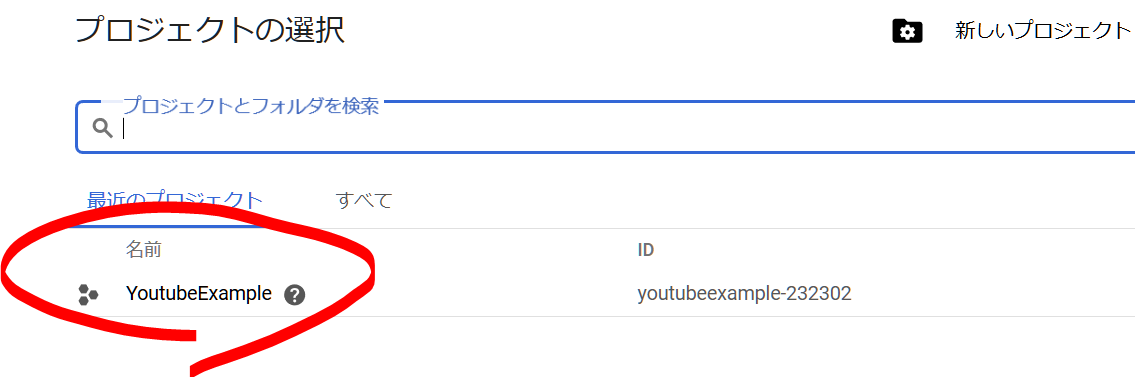 プロジェクトの選択
新しいプロジェクト
プロジェクトとフォルダを検索
最近のプロジェクト すべて
名前 ID
YoutubeExample youtubeexample-232302